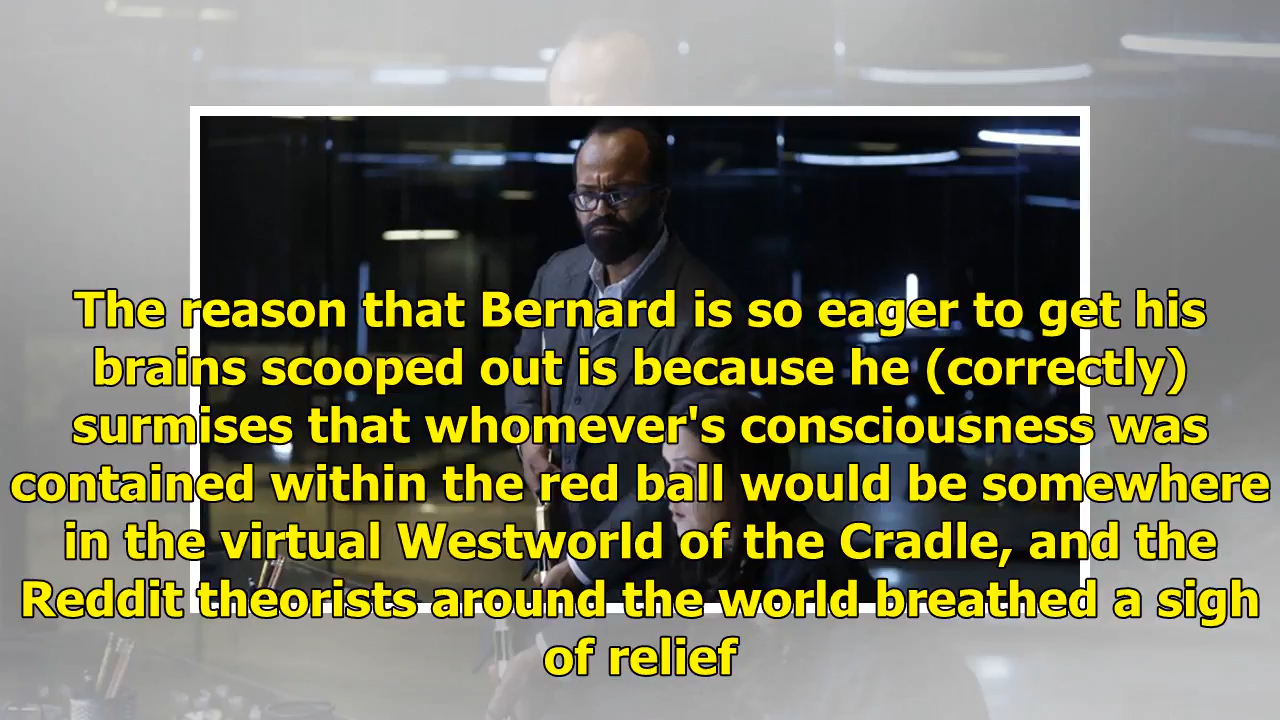 The reason that Bernard is so eager to get his
brains scooped out is because he (correctly)
surmises that whomever's consciousness was
contained within the red ball would be somewhere
in the virtual Westworld of the Cradle, and the
Reddit theorists around the world breathed a sigh
of relief